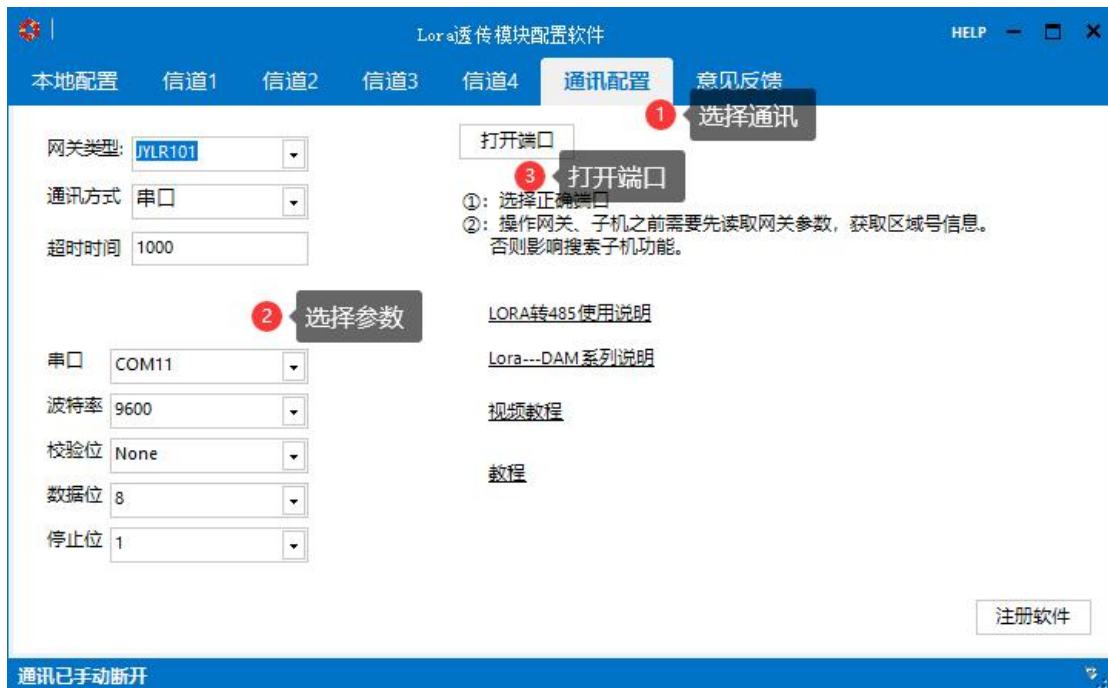 Lora透传模块配置软件
HELP
本地配置 信道1 信道2 信道3 信道4 通讯配置 意见反馈
1 选择通讯
网关类型: JYLR101
打开端口
3 打开端口
通讯方式 串口
①: 选择正确端口
②: 操作网关、子机之前需要先读取网关参数, 获取区域号信息。
否则影响搜索子机功能。
超时时间 1000
2 选择参数
LORA转485使用说明
串口 COM11
Lora---DAM系列说明
波特率 9600
视频教程
校验位 None
教程
数据位 8
停止位 1
注册软件
通讯已手动断开